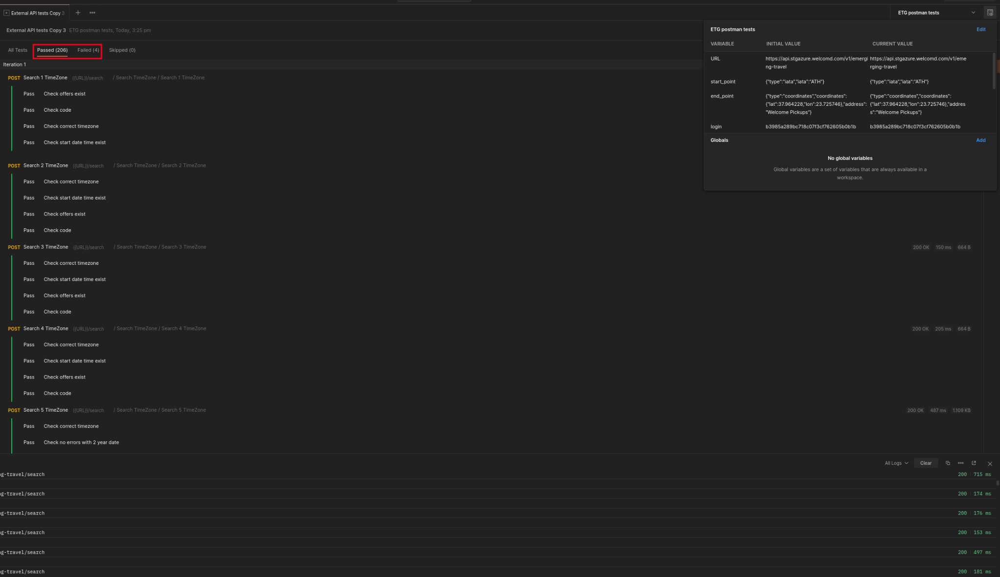 External API tests Copy 3
ETG postman tests
External API tests Copy 3 ETG postman tests, Today, 3:25 pm
All Tests Passed (206) Failed (4) Skipped (0)
Iteration 1
POST Search 1 TimeZone {{URL}}/search / Search TimeZone / Search 1 TimeZone
Pass Check offers exist
Pass Check code
Pass Check correct timezone
Pass Check start date time exist
POST Search 2 TimeZone {{URL}}/search / Search TimeZone / Search 2 TimeZone
Pass Check correct timezone
Pass Check start date time exist
Pass Check offers exist
Pass Check code
POST Search 3 TimeZone {{URL}}/search / Search TimeZone / Search 3 TimeZone 200 OK 150 ms 664 B
Pass Check correct timezone
Pass Check start date time exist
Pass Check offers exist
Pass Check code
POST Search 4 TimeZone {{URL}}/search / Search TimeZone / Search 4 TimeZone 200 OK 205 ms 664 B
Pass Check correct timezone
Pass Check start date time exist
Pass Check offers exist
Pass Check code
POST Search 5 TimeZone {{URL}}/search / Search TimeZone / Search 5 TimeZone 200 OK 487 ms 1.109 KB
Pass Check correct timezone
Pass Check no errors with 2 year date
ETG postman tests Edit
VARIABLE INITIAL VALUE CURRENT VALUE
URL https://api.stgazure.welcomd.com/v1/emergi https://api.stgazure.welcomd.com/v1/eme
ng-travel rging-travel
start_point {"type":"iata","iata":"ATH"} {"type":"iata","iata":"ATH"}
end_point {"type":"coordinates","coordinates": {"type":"coordinates","coordinates":
{"lat":37.964228,"lon":23.725746},"address": {"lat":37.964228,"lon":23.725746},"addres
"Welcome Pickups"} s":"Welcome Pickups"}
login b3985a289bc718c07f3cf762605b0b1b b3985a289bc718c07f3cf762605b0b1b
Globals Add
No global variables
Global variables are a set of variables that are always available in a
workspace.
All Logs Clear
g-travel/search 200 715 ms
g-travel/search 200 174 ms
g-travel/search 200 176 ms
g-travel/search 200 153 ms
g-travel/search 200 497 ms
g-travel/search 200 181 ms